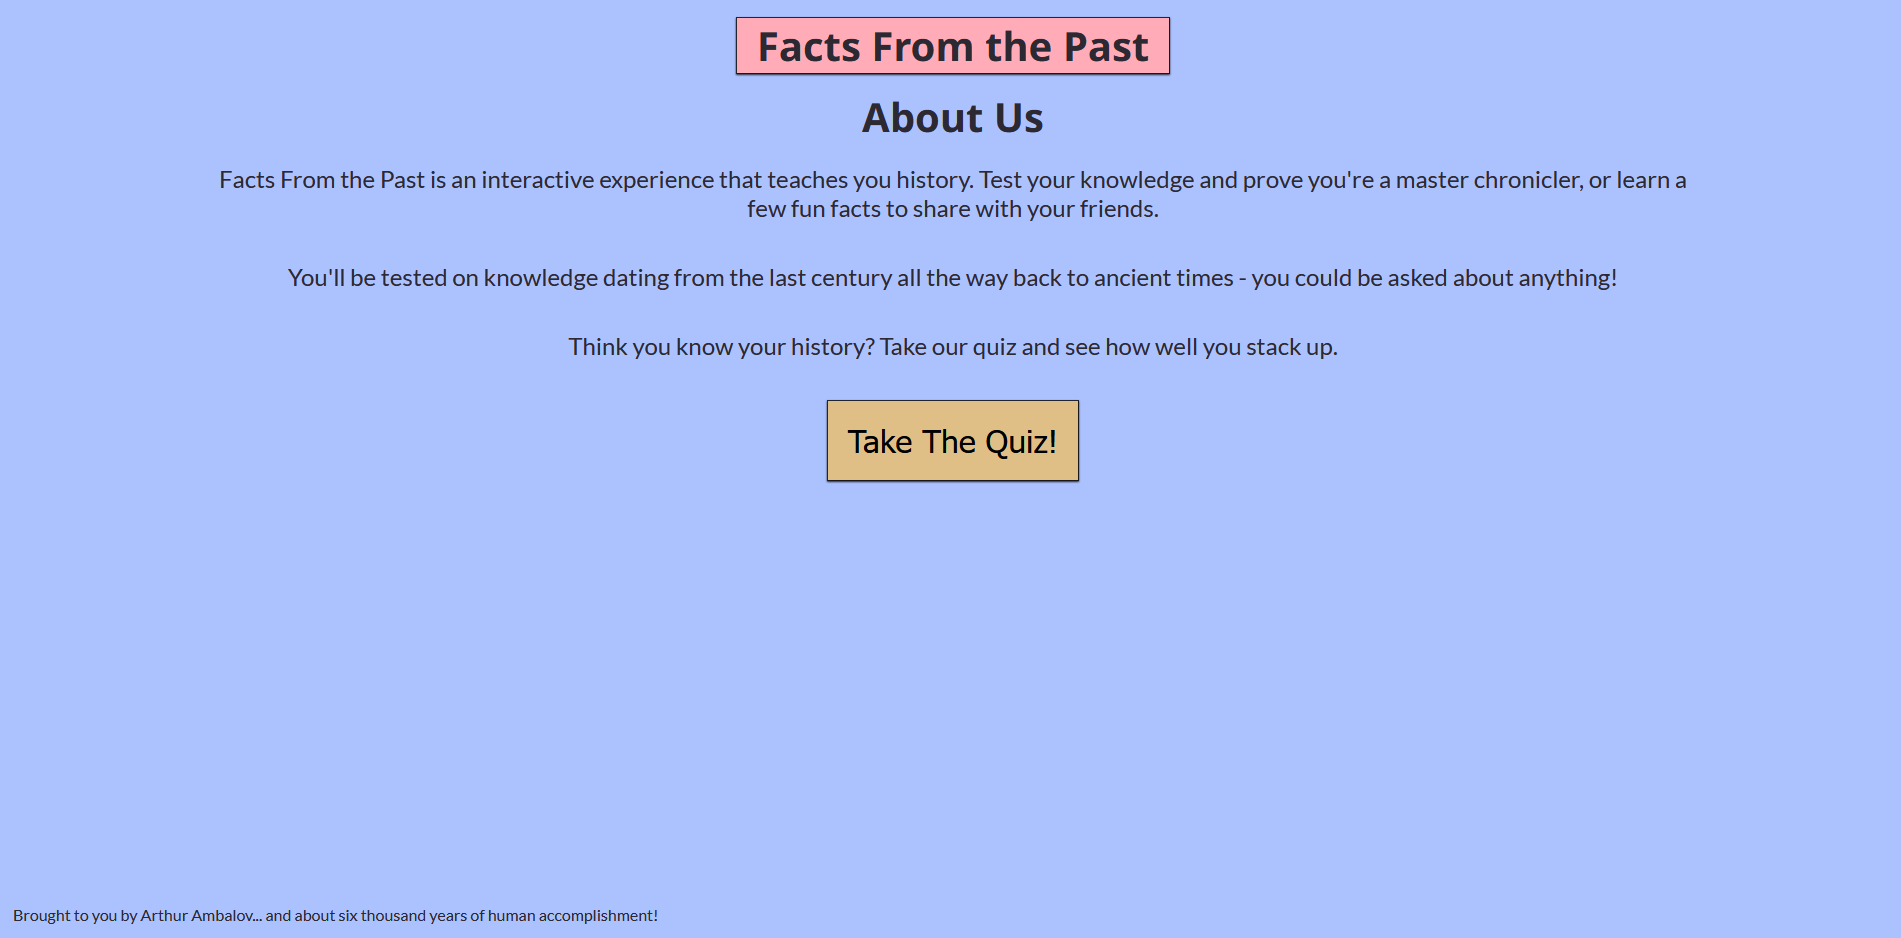 Facts From the Past
About Us
Facts From the Past is an interactive experience that teaches you history. Test your knowledge and prove you're a master chronicler, or learn a
few fun facts to share with your friends.
You'll be tested on knowledge dating from the last century all the way back to ancient times - you could be asked about anything!
Think you know your history? Take our quiz and see how well you stack up.
Take The Quiz!
Brought to you by Arthur Ambalov... and about six thousand years of human accomplishment!